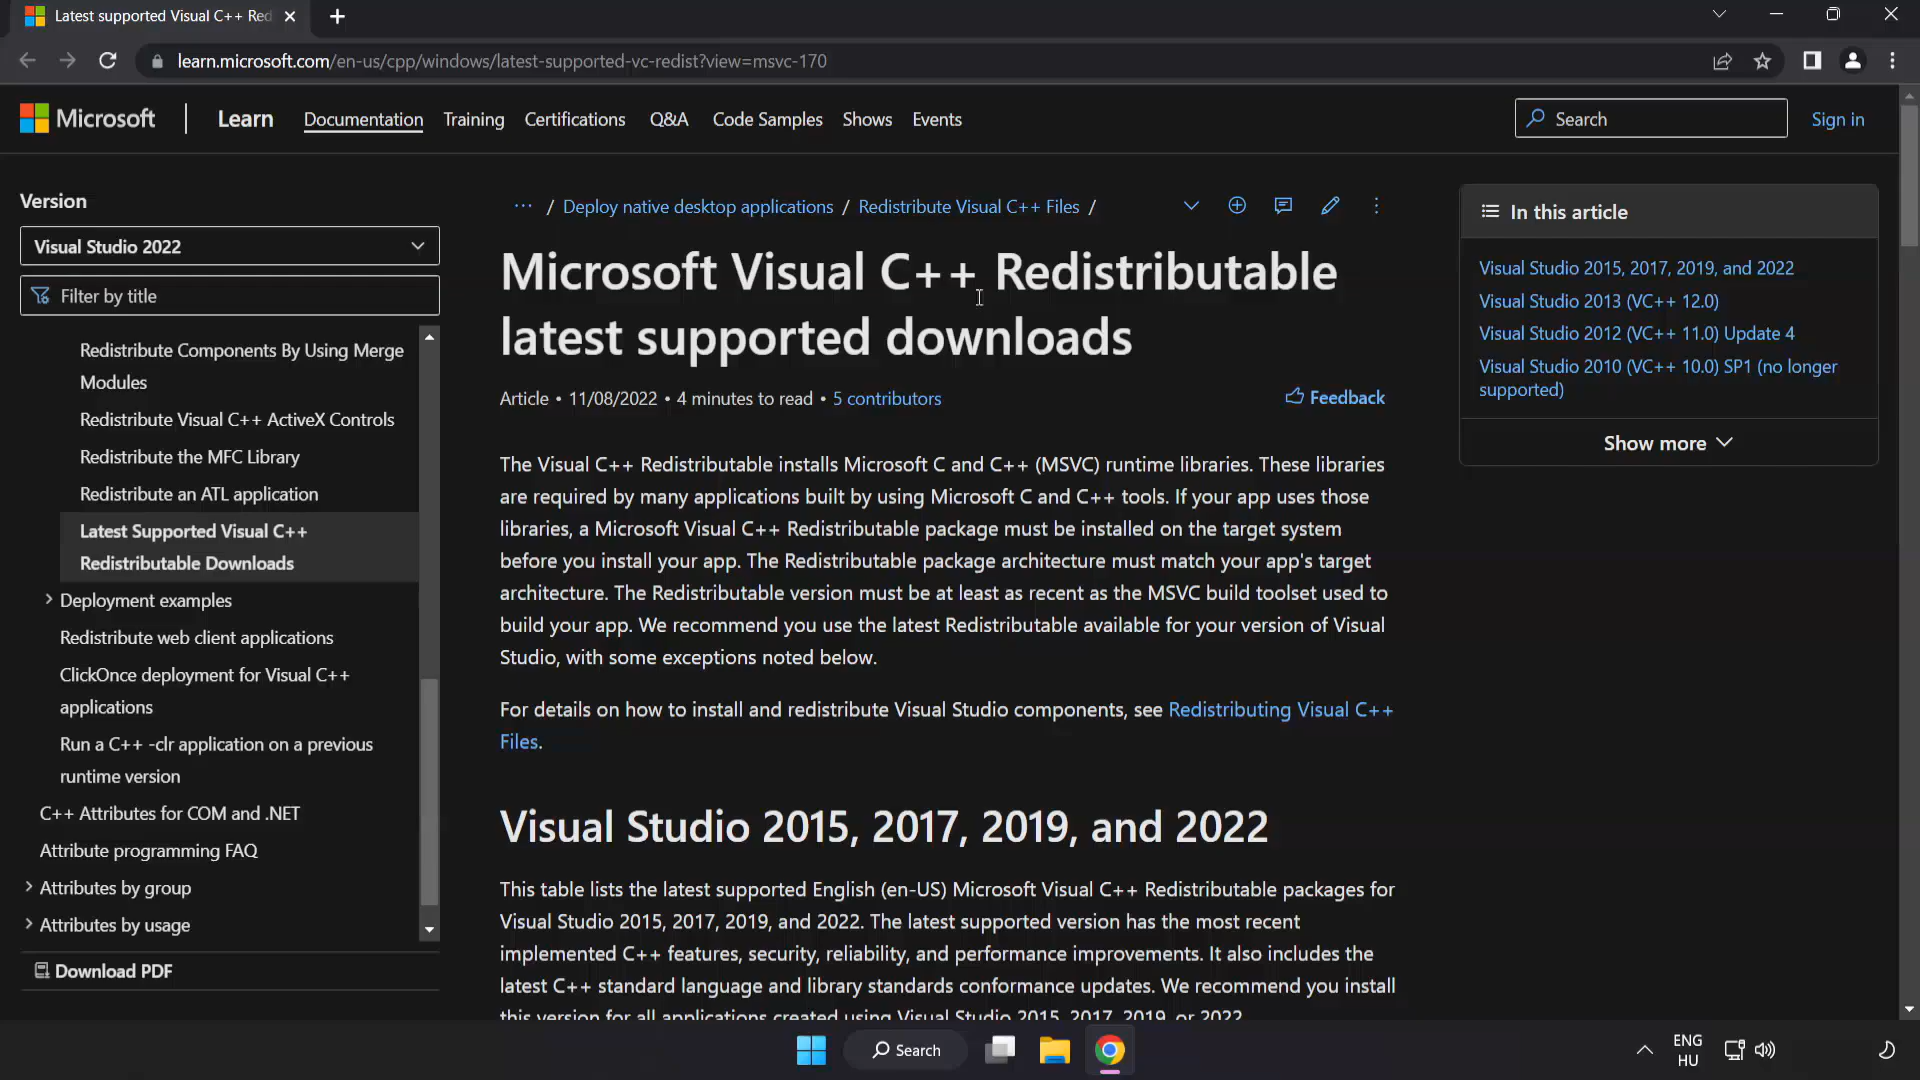 Latest supported Visual C++ Red
learn.microsoft.com/en-us/cpp/windows/latest-supported-vc-redist?view=msvc-170
Microsoft
Learn
Documentation
Training
Certifications
Q&A
Code Samples
Shows
Events
Search
Sign in
Version
Visual Studio 2022
Filter by title
Redistribute Components By Using Merge
Modules
Redistribute Visual C++ ActiveX Controls
Redistribute the MFC Library
Redistribute an ATL application
Latest Supported Visual C++
Redistributable Downloads
Deployment examples
Redistribute web client applications
ClickOnce deployment for Visual C++
applications
Run a C++ -clr application on a previous
runtime version
C++ Attributes for COM and .NET
Attribute programming FAQ
Attributes by group
Attributes by usage
Download PDF
··· / Deploy native desktop applications / Redistribute Visual C++ Files /
Microsoft Visual C++ Redistributable
latest supported downloads
Article • 11/08/2022 • 4 minutes to read • 5 contributors
Feedback
The Visual C++ Redistributable installs Microsoft C and C++ (MSVC) runtime libraries. These libraries
are required by many applications built by using Microsoft C and C++ tools. If your app uses those
libraries, a Microsoft Visual C++ Redistributable package must be installed on the target system
before you install your app. The Redistributable package architecture must match your app's target
architecture. The Redistributable version must be at least as recent as the MSVC build toolset used to
build your app. We recommend you use the latest Redistributable available for your version of Visual
Studio, with some exceptions noted below.
For details on how to install and redistribute Visual Studio components, see Redistributing Visual C++
Files.
Visual Studio 2015, 2017, 2019, and 2022
This table lists the latest supported English (en-US) Microsoft Visual C++ Redistributable packages for
Visual Studio 2015, 2017, 2019, and 2022. The latest supported version has the most recent
implemented C++ features, security, reliability, and performance improvements. It also includes the
latest C++ standard language and library standards conformance updates. We recommend you install
this version for all applications created using Visual Studio 2015, 2017, 2019, or 2022.
In this article
Visual Studio 2015, 2017, 2019, and 2022
Visual Studio 2013 (VC++ 12.0)
Visual Studio 2012 (VC++ 11.0) Update 4
Visual Studio 2010 (VC++ 10.0) SP1 (no longer
supported)
Show more
Search
ENG
HU